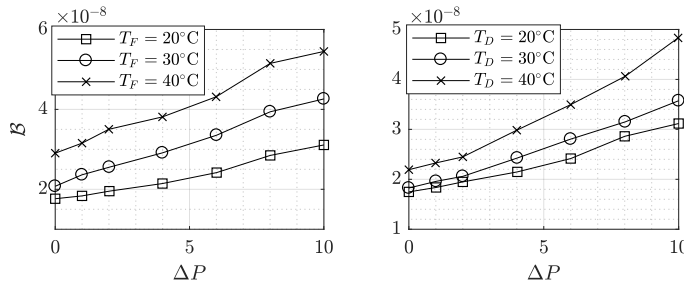 ×10⁻⁸
6
4
2
𝓑
T_F = 20°C
T_F = 30°C
T_F = 40°C
0
5
10
ΔP
×10⁻⁸
5
4
3
2
1
T_D = 20°C
T_D = 30°C
T_D = 40°C
0
5
10
ΔP